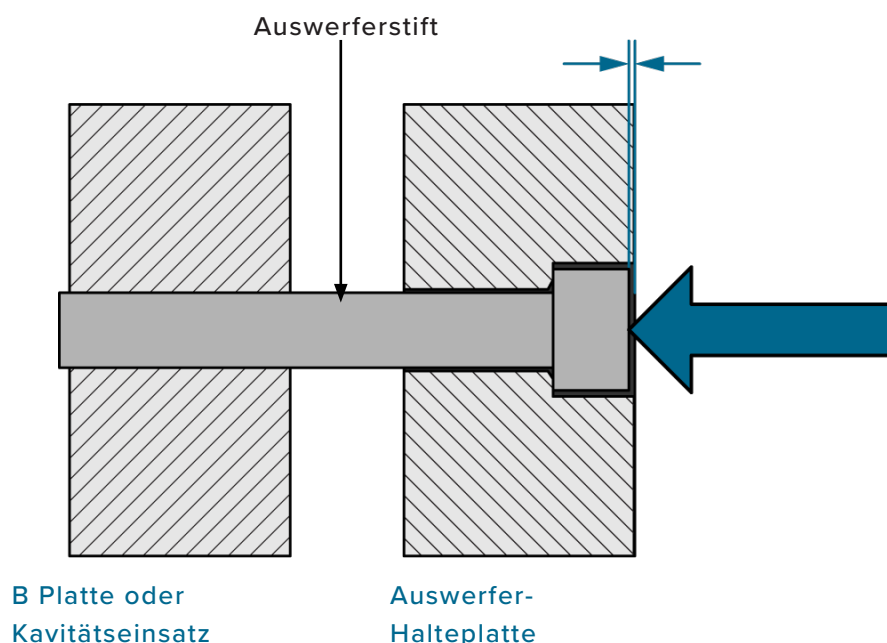 Auswerferstift
B Platte oder
Kavitätseinsatz
Auswerfer-
Halteplatte